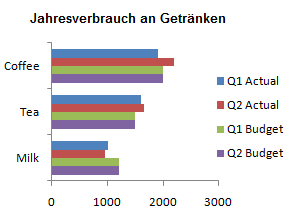 Jahresverbrauch an Getränken
Coffee
Tea
Milk
0 1000 2000 3000
Q1 Actual
Q2 Actual
Q1 Budget
Q2 Budget